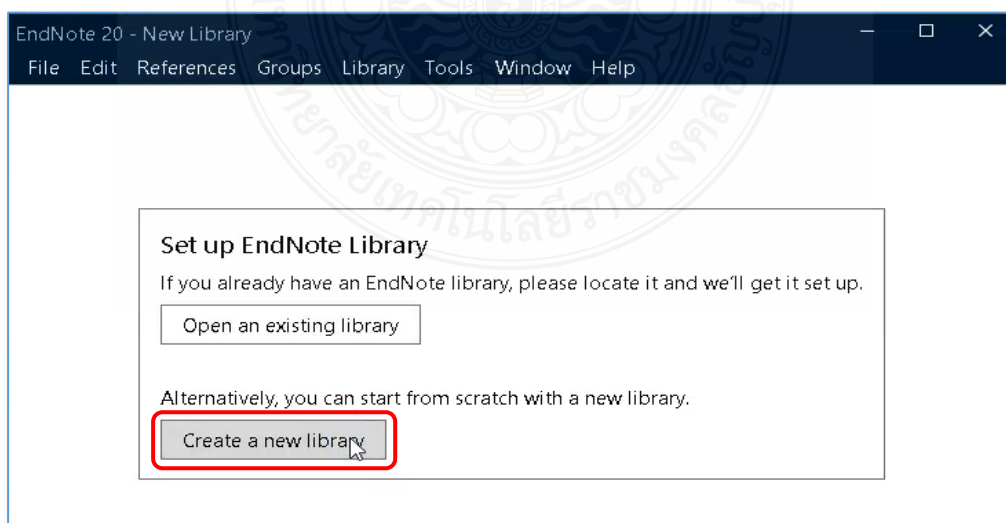 EndNote 20 - New Library
File Edit References Groups Library Tools Window Help
Set up EndNote Library
If you already have an EndNote library, please locate it and we'll get it set up.
Open an existing library
Alternatively, you can start from scratch with a new library.
Create a new library